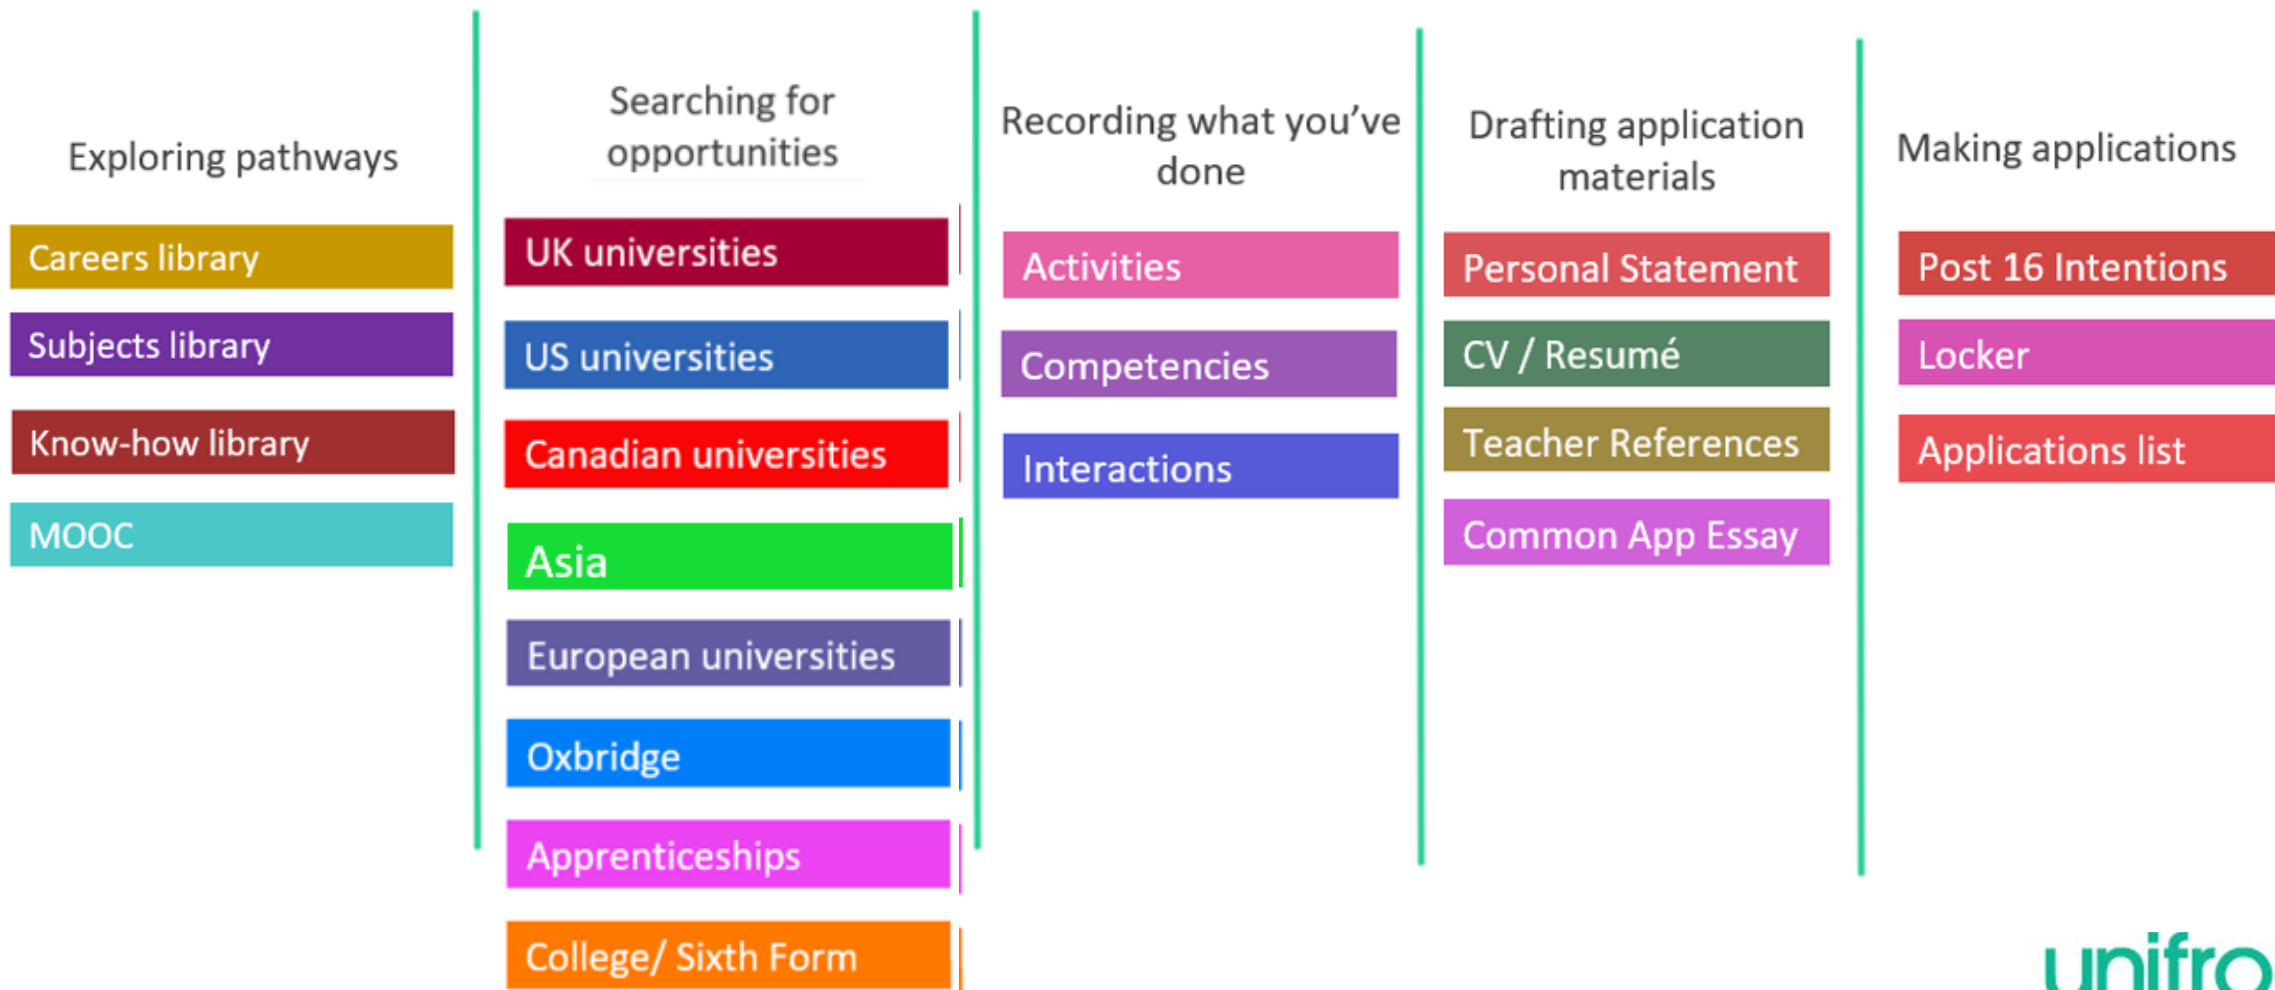 Exploring pathways
Careers library
Subjects library
Know-how library
MOOC
Searching for
opportunities
UK universities
US universities
Canadian universities
Asia
European universities
Oxbridge
Apprenticeships
College/ Sixth Form
Recording what you've
done
Activities
Competencies
Interactions
Drafting application
materials
Personal Statement
CV / Resumé
Teacher References
Common App Essay
Making applications
Post 16 Intentions
Locker
Applications list
unifro